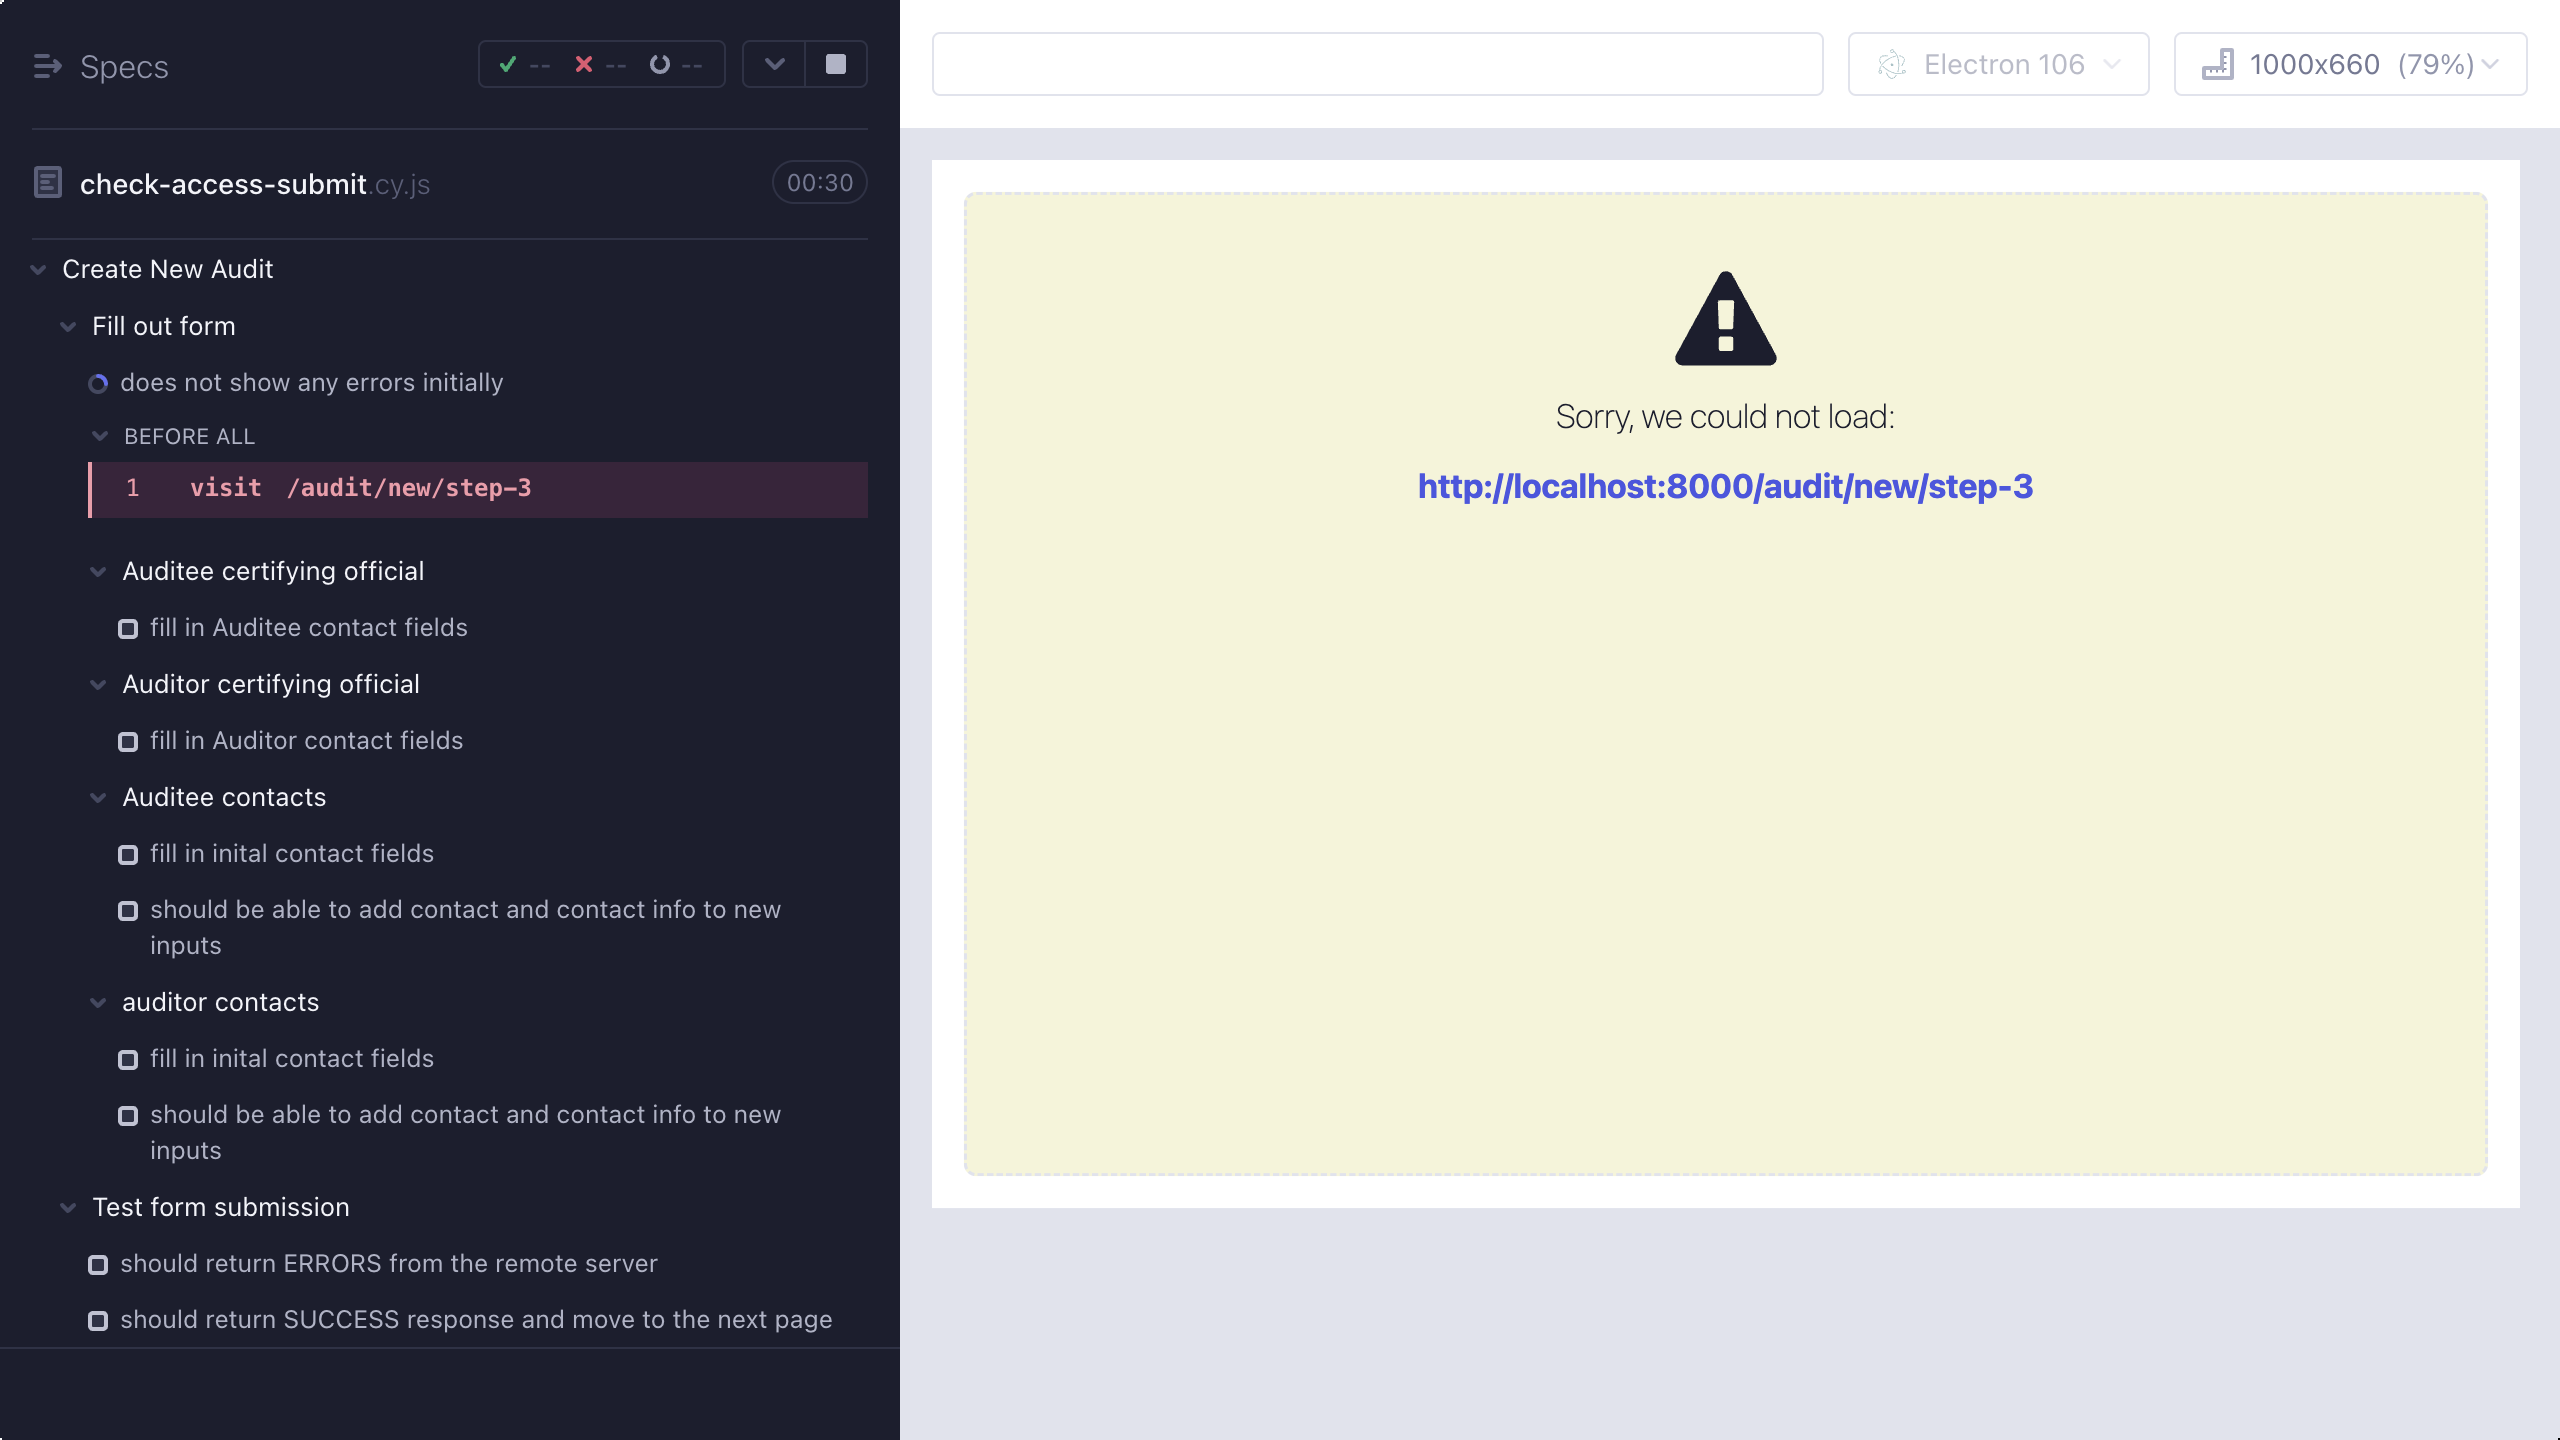 Specs
--
--
--
check-access-submit.cy.js
00:30
Create New Audit
Fill out form
does not show any errors initially
BEFORE ALL
1 visit /audit/new/step-3
Auditee certifying official
fill in Auditee contact fields
Auditor certifying official
fill in Auditor contact fields
Auditee contacts
fill in inital contact fields
should be able to add contact and contact info to new
inputs
auditor contacts
fill in inital contact fields
should be able to add contact and contact info to new
inputs
Test form submission
should return ERRORS from the remote server
should return SUCCESS response and move to the next page
Electron 106
1000x660 (79%)
Sorry, we could not load:
http://localhost:8000/audit/new/step-3